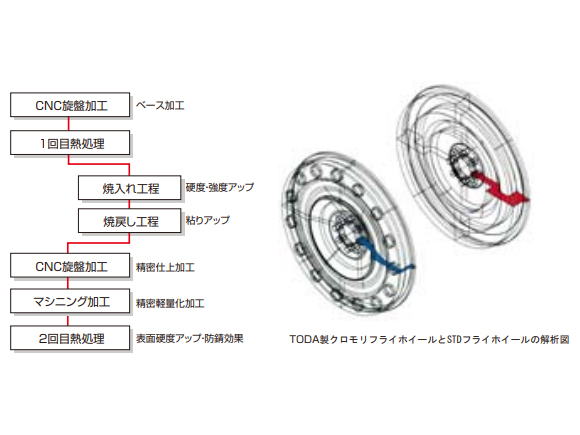 CNC旋盤加工 ベース加工
1回目熱処理
焼入れ工程 硬度・強度アップ
焼戻し工程 粘りアップ
CNC旋盤加工 精密仕上加工
マシニング加工 精密軽量化加工
2回目熱処理 表面硬度アップ・防錆効果
TODA製クロモリフライホイールとSTDフライホイールの解析図